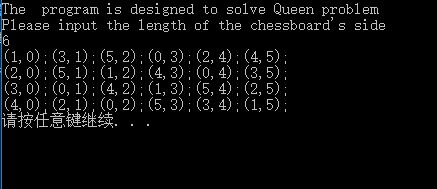 The  program is designed to solve Queen problem
Please input the length of the chessboard's side
6
(1,0);(3,1);(5,2);(0,3);(2,4);(4,5);
(2,0);(5,1);(1,2);(4,3);(0,4);(3,5);
(3,0);(0,1);(4,2);(1,3);(5,4);(2,5);
(4,0);(2,1);(0,2);(5,3);(3,4);(1,5);
请按任意键继续. . .